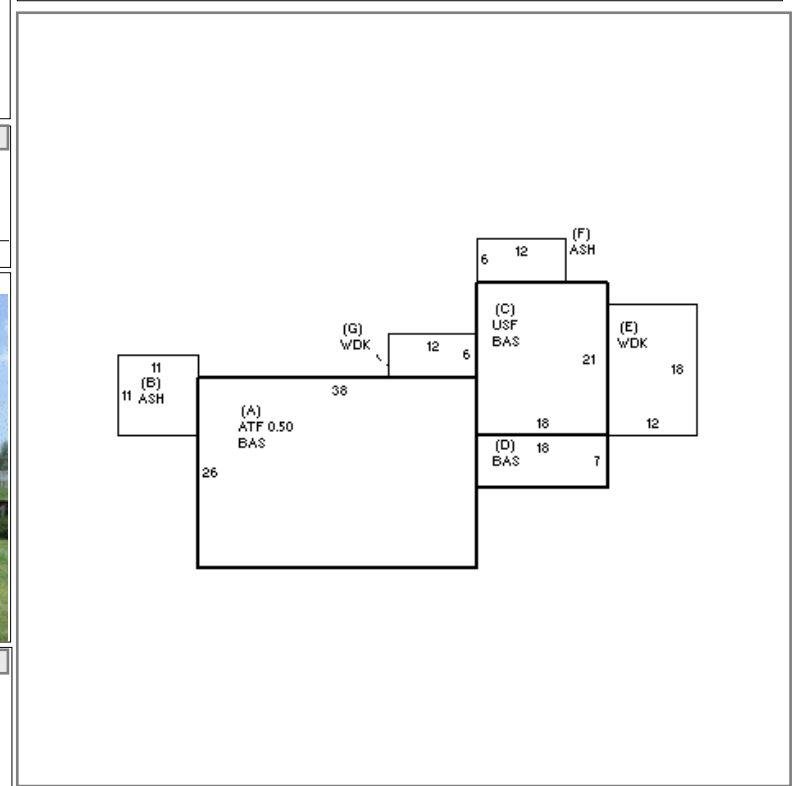 (F)
ASH
12
6
(C)
USF
BAS
21
18
(E)
WDK
18
12
(G)
WDK
12
6
11
(B)
11 ASH
38
(A)
ATF 0.50
BAS
26
(D)
BAS
18
7